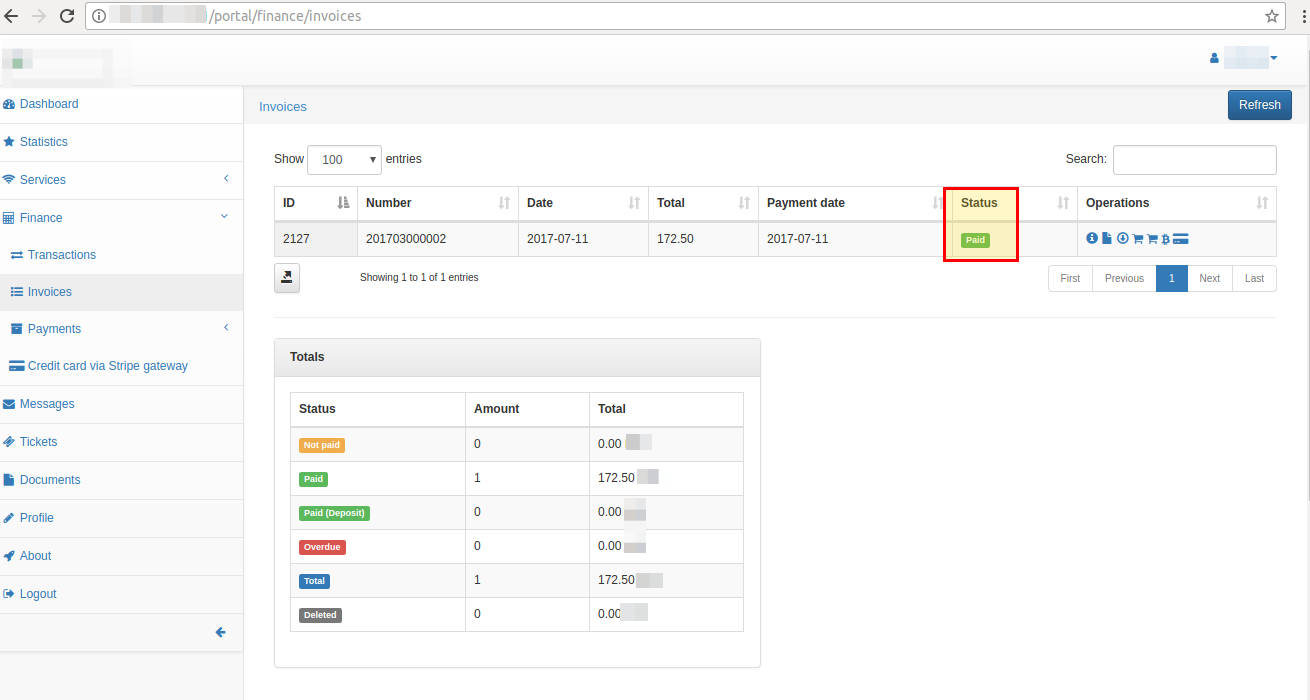 /portal/finance/invoices
Dashboard
Statistics
Services
Finance
Transactions
Invoices
Payments
Credit card via Stripe gateway
Messages
Tickets
Documents
Profile
About
Logout
Invoices
Refresh
Show 100 entries
Search:
ID Number Date Total Payment date Status Operations
2127 201703000002 2017-07-11 172.50 2017-07-11 Paid
Showing 1 to 1 of 1 entries
First Previous 1 Next Last
Totals
Status Amount Total
Not paid 0 0.00
Paid 1 172.50
Paid (Deposit) 0 0.00
Overdue 0 0.00
Total 1 172.50
Deleted 0 0.00